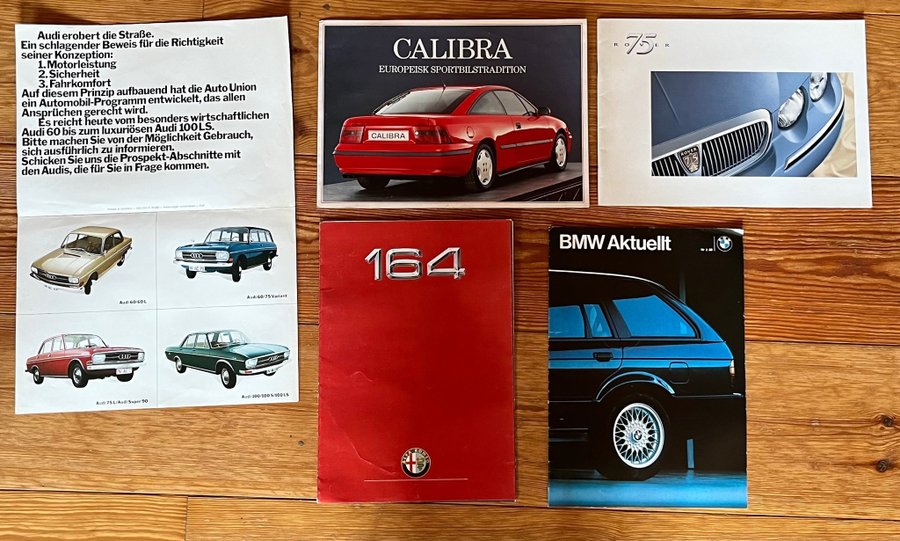 Audi erobert die Straße.
Ein schlagender Beweis für die Richtigkeit
seiner Konzeption:
1. Motorleistung
2. Sicherheit
3. Fahrkomfort
Auf diesem Prinzip aufbauend hat die Auto Union
ein Automobil-Programm entwickelt, das allen
Ansprüchen gerecht wird.
Es reicht heute vom besonders wirtschaftlichen
Audi 60 bis zum luxuriösen Audi 100 LS.
Bitte machen Sie von der Möglichkeit Gebrauch,
sich ausführlich zu informieren.
Schicken Sie uns die Prospekt-Abschnitte mit
den Audis, die für Sie in Frage kommen.
Audi 60/60 L
Audi 60/75 Variant
Audi 75 L/Audi Super 90
Audi 100/100 S/100 LS
CALIBRA
EUROPEISK SPORTBILSTRADITION
CALIBRA
75
ROVER
164
ALFA ROMEO
BMW Aktuellt